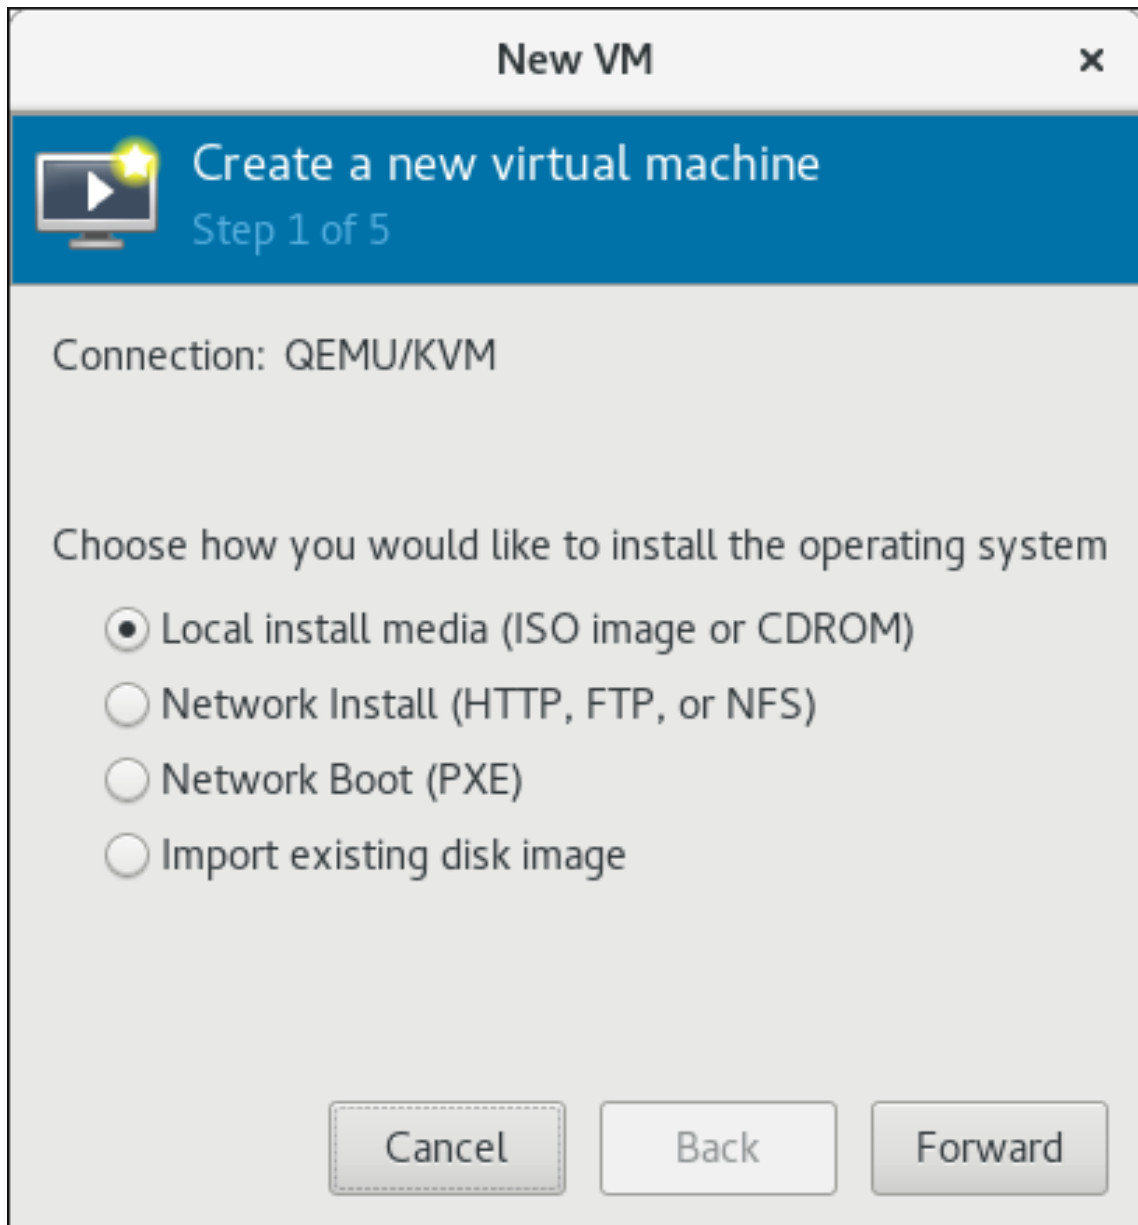 New VM
Create a new virtual machine
Step 1 of 5
Connection: QEMU/KVM
Choose how you would like to install the operating system
Local install media (ISO image or CDROM)
Network Install (HTTP, FTP, or NFS)
Network Boot (PXE)
Import existing disk image
Cancel Back Forward